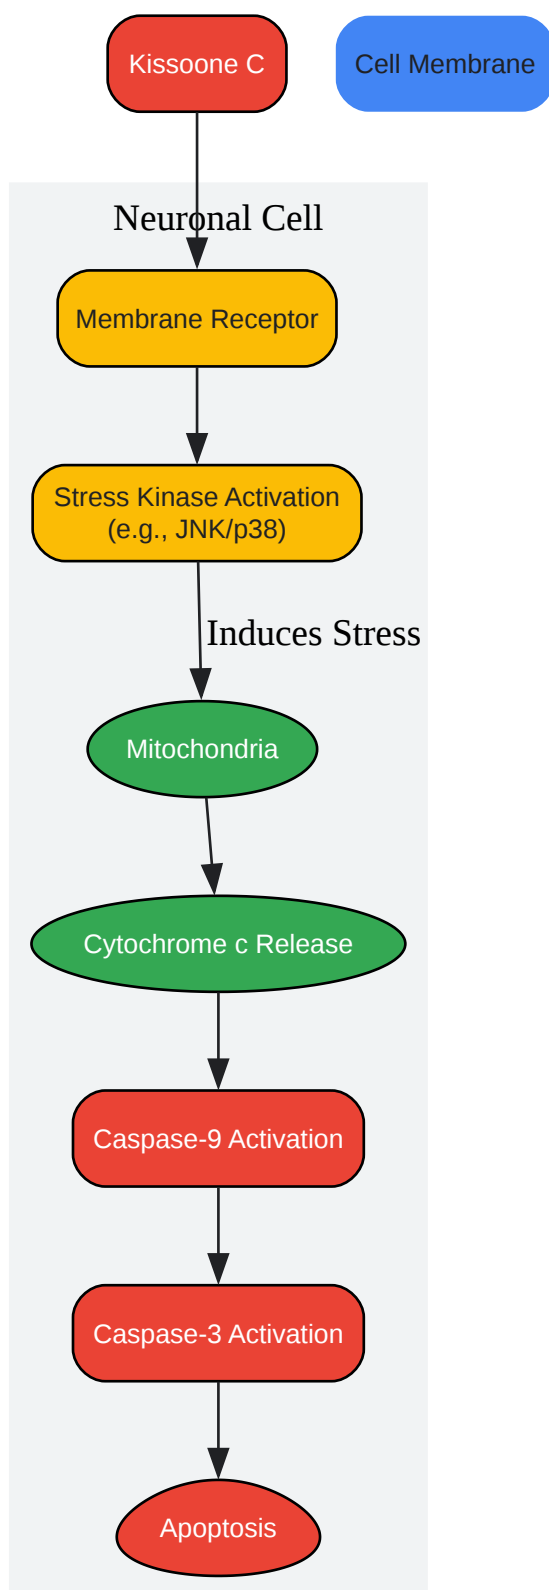 Kissoone C
Cell Membrane
Neuronal Cell
Membrane Receptor
Stress Kinase Activation
(e.g., JNK/p38)
Induces Stress
Mitochondria
Cytochrome c Release
Caspase-9 Activation
Caspase-3 Activation
Apoptosis